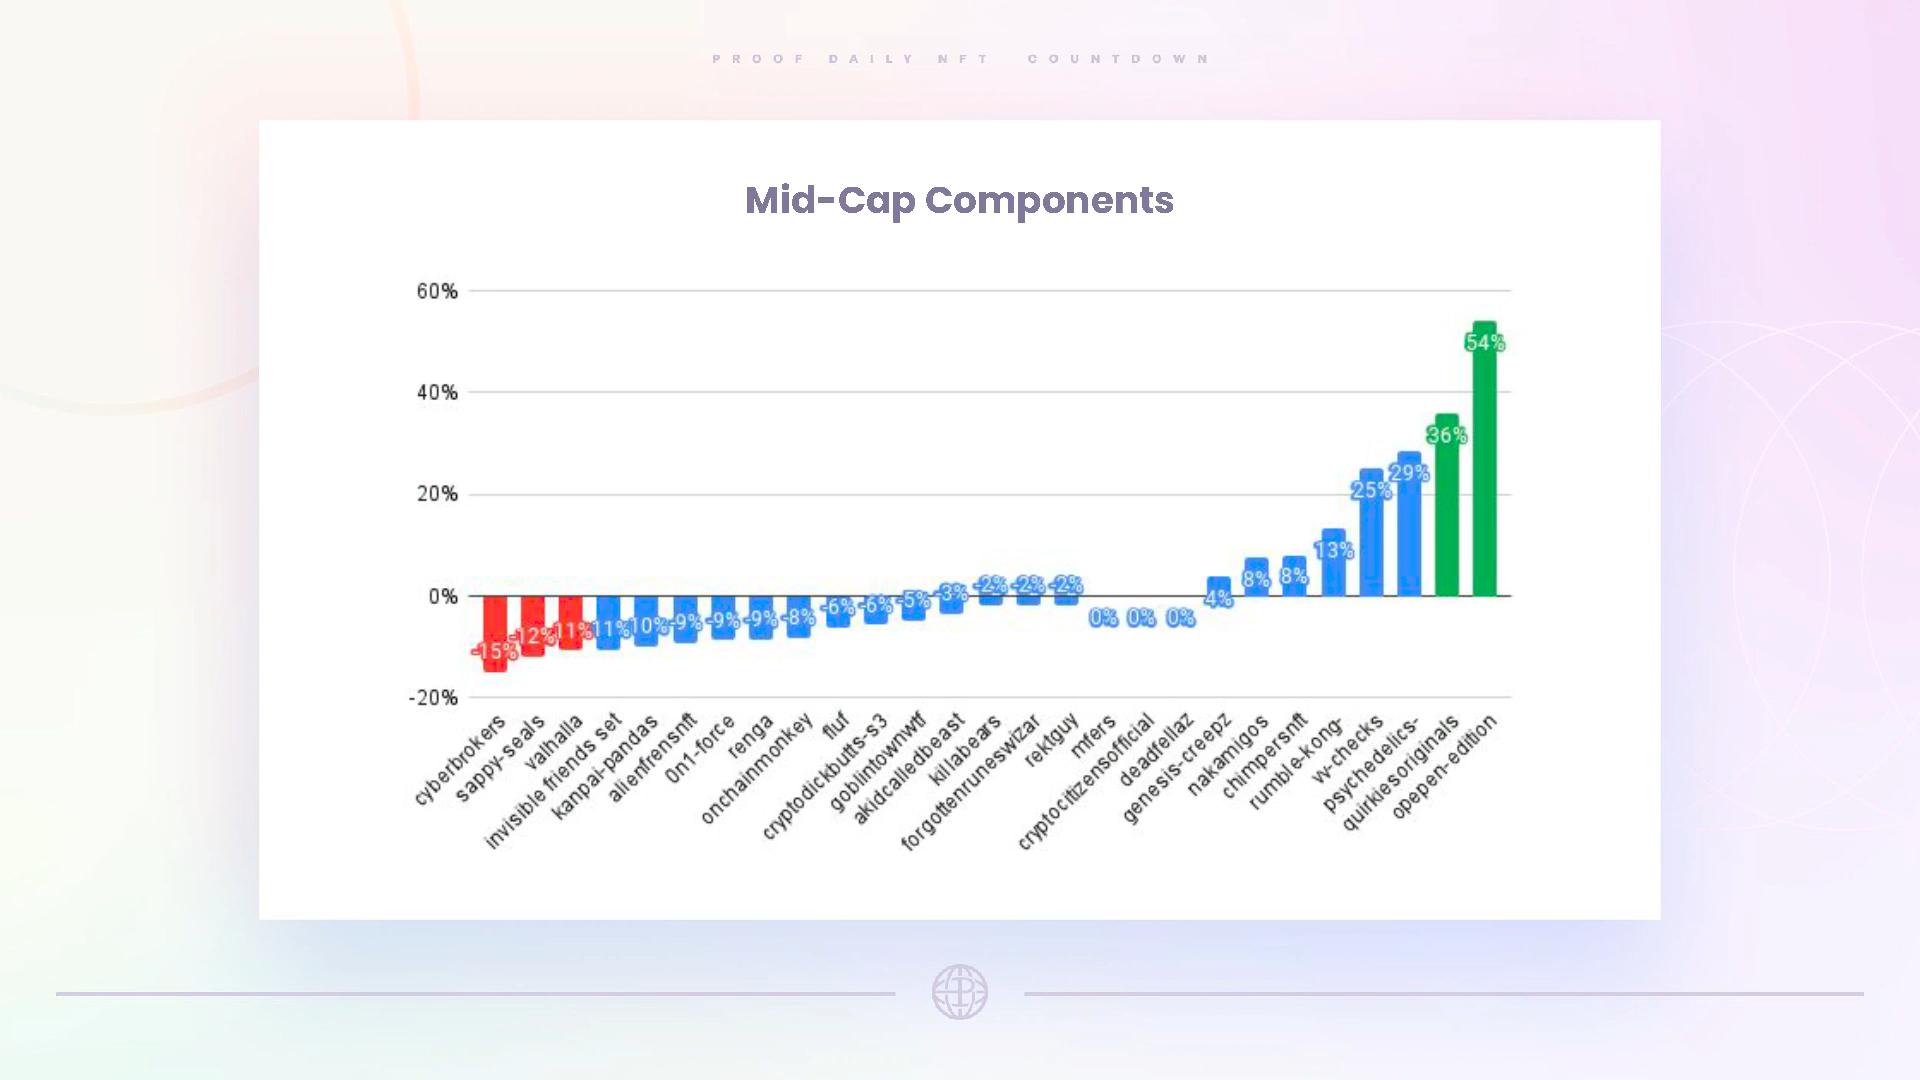 PROOF DAILY NFT COUNTDOWN
Mid-Cap Components
60%
40%
20%
0%
-20%
-15%
-12%
-11%
-11%
-10%
-9%
-9%
-9%
-8%
-6%
-6%
-5%
-3%
-2%
-2%
-2%
0%
0%
0%
4%
8%
8%
13%
25%
29%
36%
54%
cyberbrokers
sappy-seals
valhalla
invisible friends set
kanpai-pandas
alienfrensnft
0n1-force
renga
onchainmonkey
fluf
cryptodickbutts-s3
goblintownwtf
akidcalledbeast
killabears
forgottenruneswizar
rektguy
mfers
cryptocitizensofficial
deadfellaz
genesis-creepz
nakamigos
chimpersnft
rumble-kong-
vv-checks
psychedelics-
quirkiesoriginals
opepen-edition